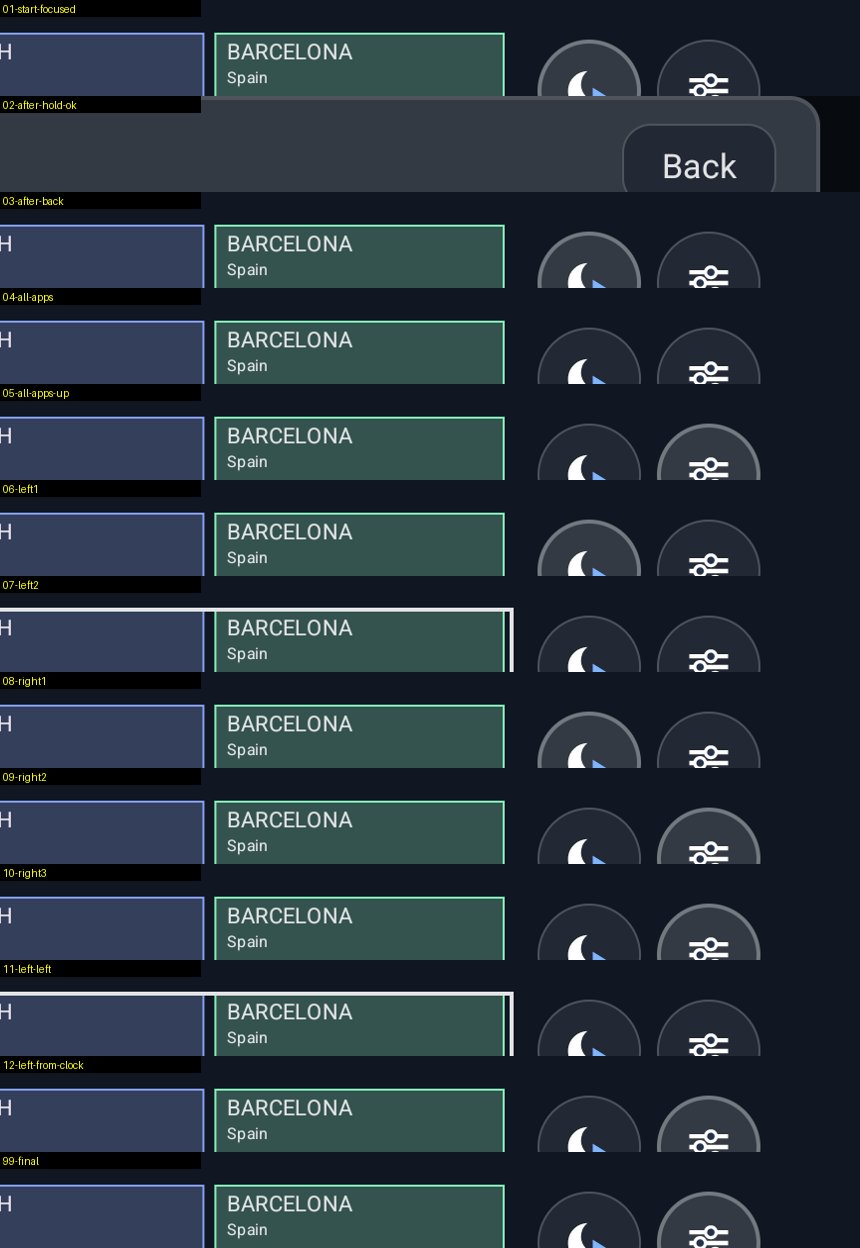 01-start-focused
H
BARCELONA
Spain
02-after-hold-ok
Back
03-after-back
H
BARCELONA
Spain
04-all-apps
H
BARCELONA
Spain
05-all-apps-up
H
BARCELONA
Spain
06-left1
H
BARCELONA
Spain
07-left2
H
BARCELONA
Spain
08-right1
H
BARCELONA
Spain
09-right2
H
BARCELONA
Spain
10-right3
H
BARCELONA
Spain
11-left-left
H
BARCELONA
Spain
12-left-from-clock
H
BARCELONA
Spain
99-final
H
BARCELONA
Spain